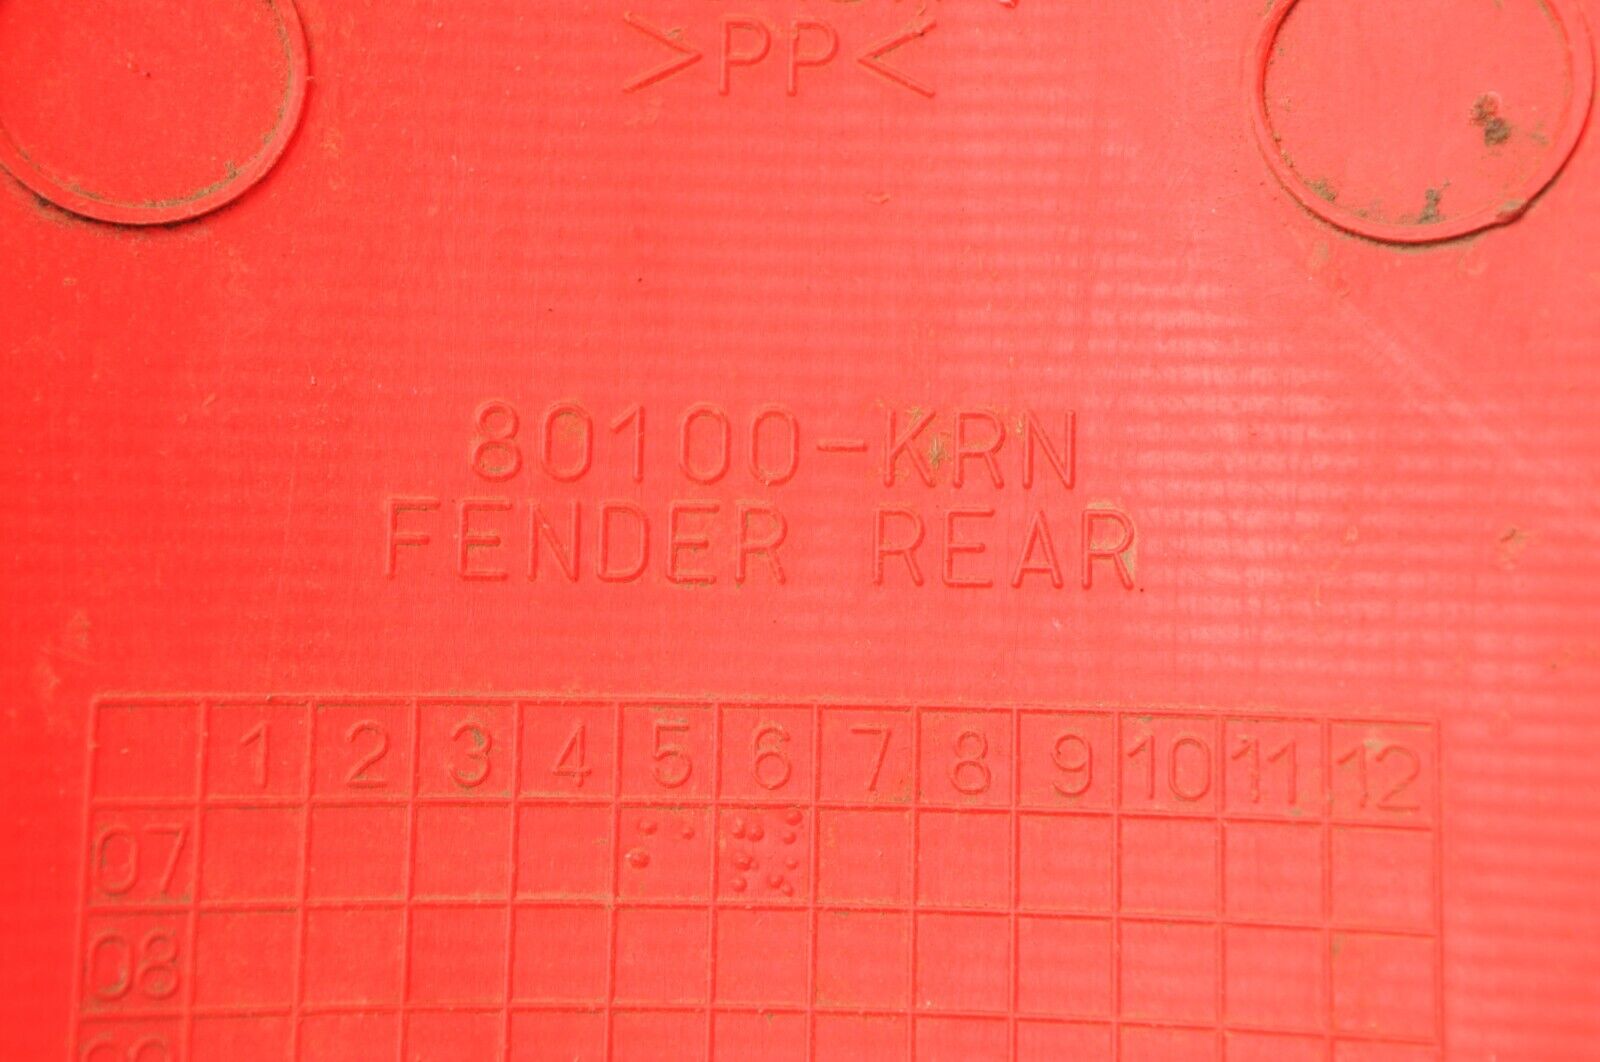 >PP<
80100-KRN
FENDER REAR
1 2 3 4 5 6 7 8 9 10 11 12
07
08